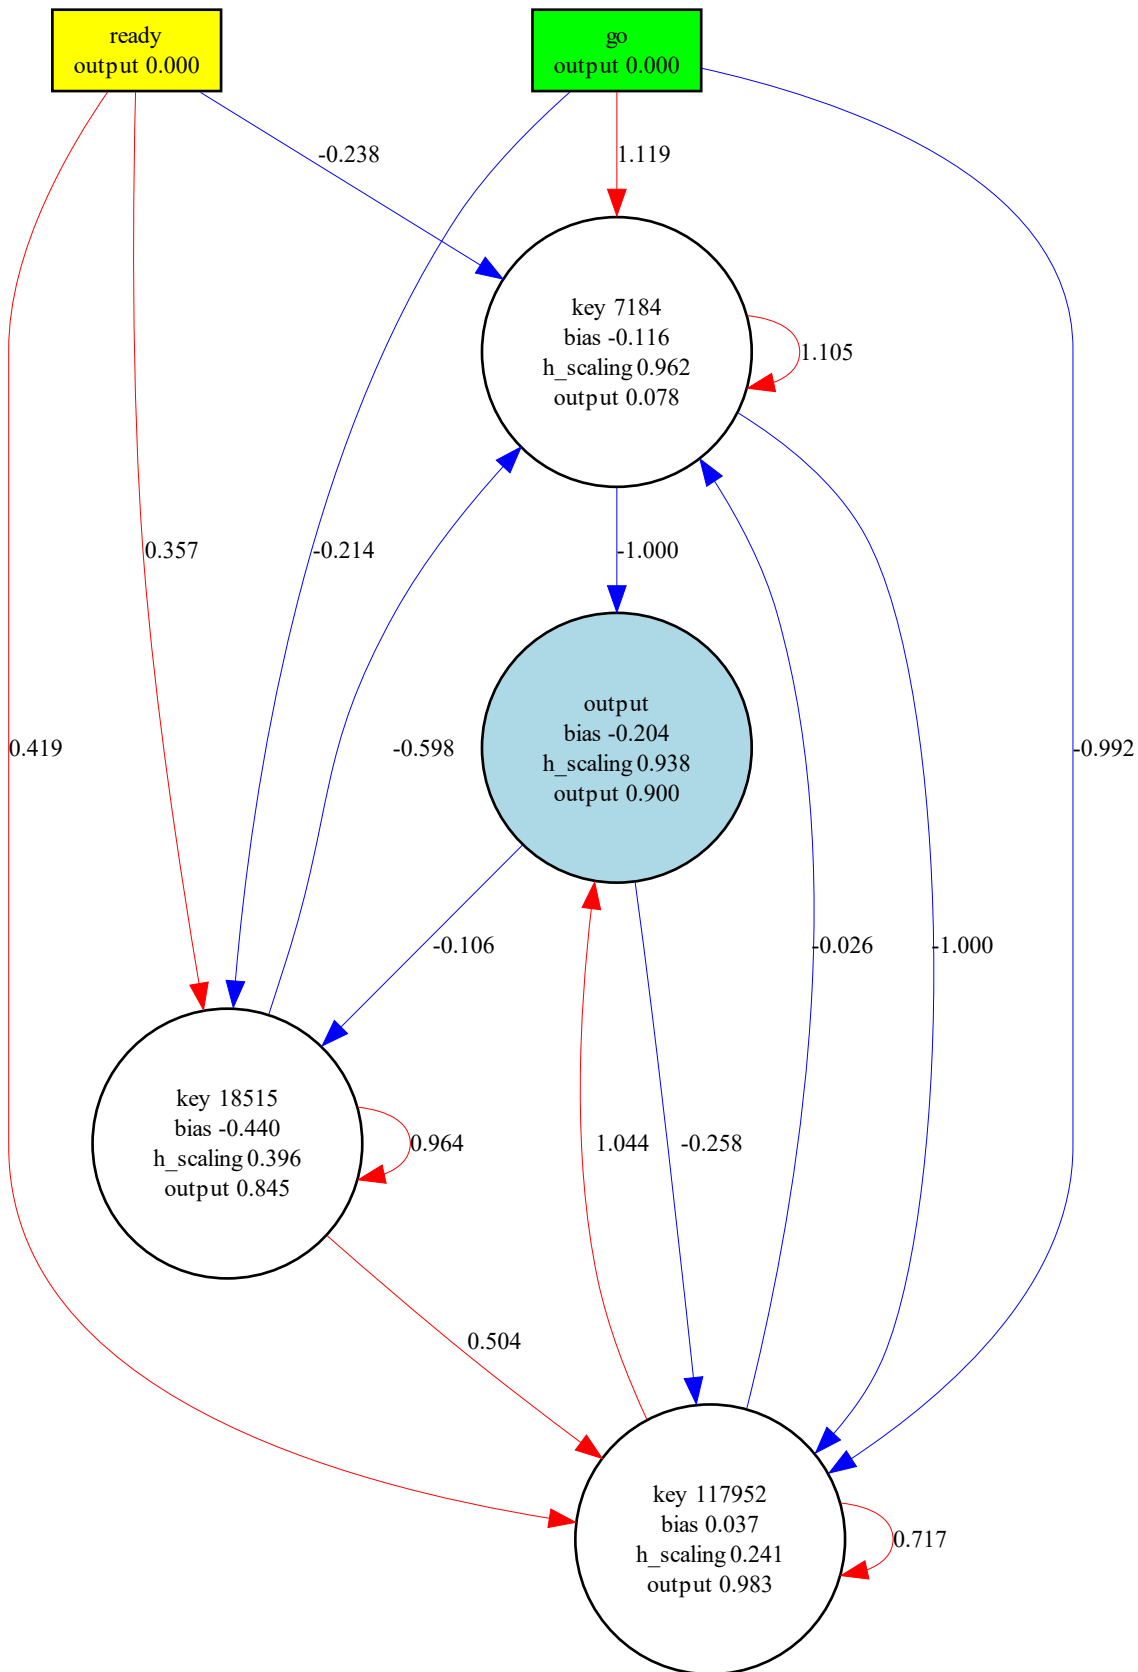 ready
output 0.000
go
output 0.000
-0.238
1.119
key 7184
bias -0.116
h_scaling 0.962
output 0.078
1.105
0.357
-0.214
-1.000
output
bias -0.204
h_scaling 0.938
output 0.900
0.419
-0.598
-0.992
-0.106
-0.026
-1.000
key 18515
bias -0.440
h_scaling 0.396
output 0.845
0.964
1.044
-0.258
0.504
key 117952
bias 0.037
h_scaling 0.241
output 0.983
0.717